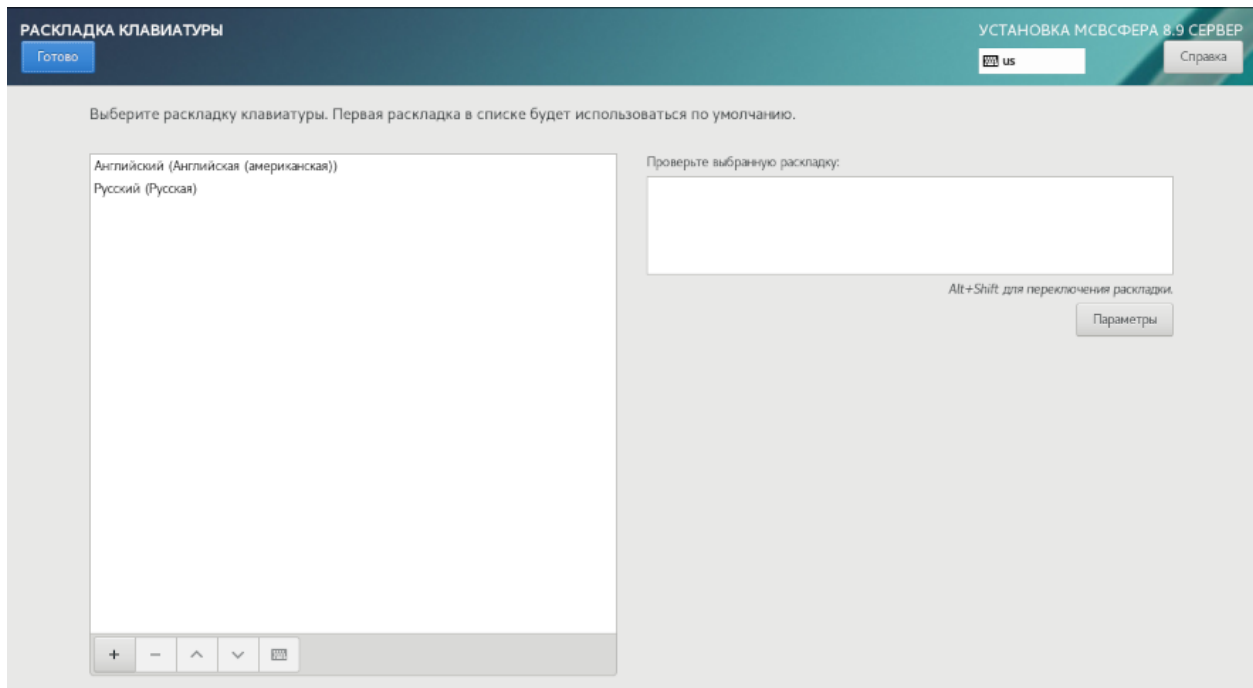 РАСКЛАДКА КЛАВИАТУРЫ
УСТАНОВКА МСВСФЕРА 8.9 СЕРВЕР
Готово
us
Справка
Выберите раскладку клавиатуры. Первая раскладка в списке будет использоваться по умолчанию.
Английский (Английская (американская))
Русский (Русская)
Проверьте выбранную раскладку:
Alt+Shift для переключения раскладки.
Параметры